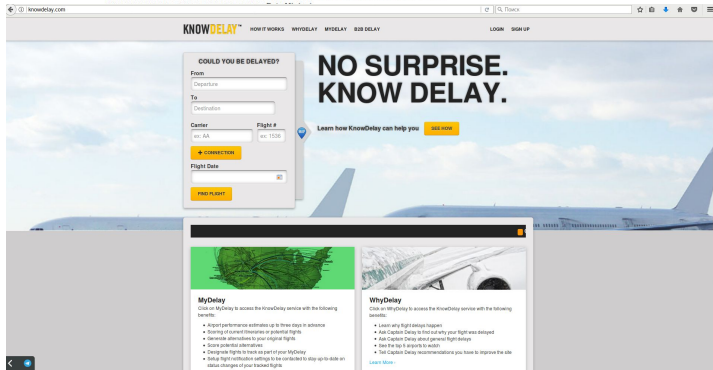 knowdelay.com
Поиск
KNOWDELAY™
HOW IT WORKS WHYDELAY MYDELAY B2B DELAY
LOGIN SIGN UP
COULD YOU BE DELAYED?
From
Departure
To
Destination
Carrier Flight #
ex: AA ex: 1536
+ CONNECTION
Flight Date
FIND FLIGHT
NO SURPRISE.
KNOW DELAY.
Learn how KnowDelay can help you SEE HOW
MyDelay
Click on MyDelay to access the KnowDelay service with the following
benefits:
Airport performance estimates up to three days in advance
Scoring of current itineraries or potential flights
Generate alternatives to your original flights
Score potential alternatives
Designate flights to track as part of your MyDelay
Setup flight notification settings to be contacted to stay up-to-date on
status changes of your tracked flights
WhyDelay
Click on WhyDelay to access the KnowDelay service with the following
benefits:
Learn why flight delays happen
Ask Captain Delay to find out why your flight was delayed
Ask Captain Delay about general flight delays
See the top 5 airports to watch
Tell Captain Delay recommendations you have to improve the site
Learn More ›